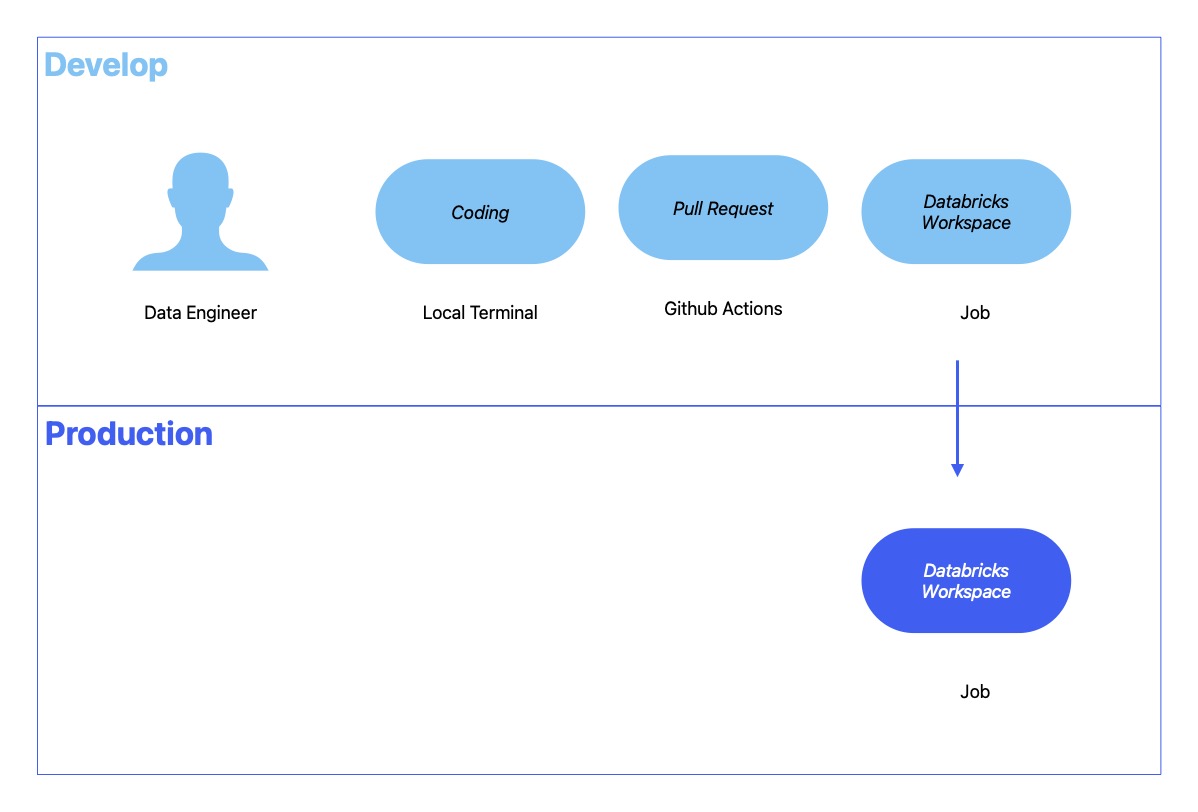 Develop
Coding
Pull Request
Databricks
Workspace
Data Engineer
Local Terminal
Github Actions
Job
Production
Databricks
Workspace
Job